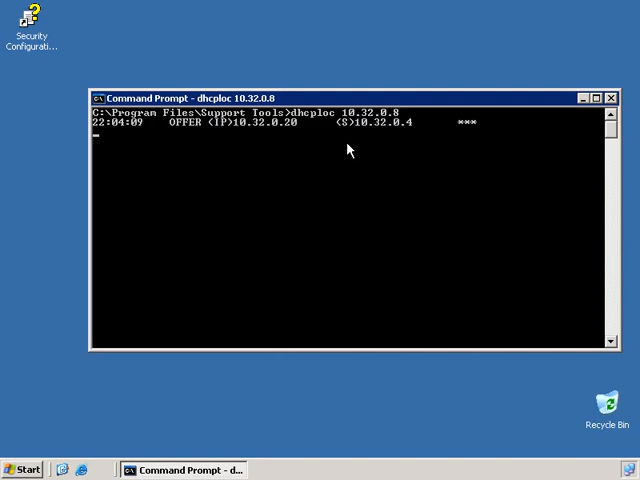 Security
Configurati...
Command Prompt - dhcploc 10.32.0.8
C:\Program Files\Support Tools>dhcploc 10.32.0.8
22:04:09 OFFER (IP)10.32.0.20 (S)10.32.0.4 ***
Recycle Bin
Start
Command Prompt - d...